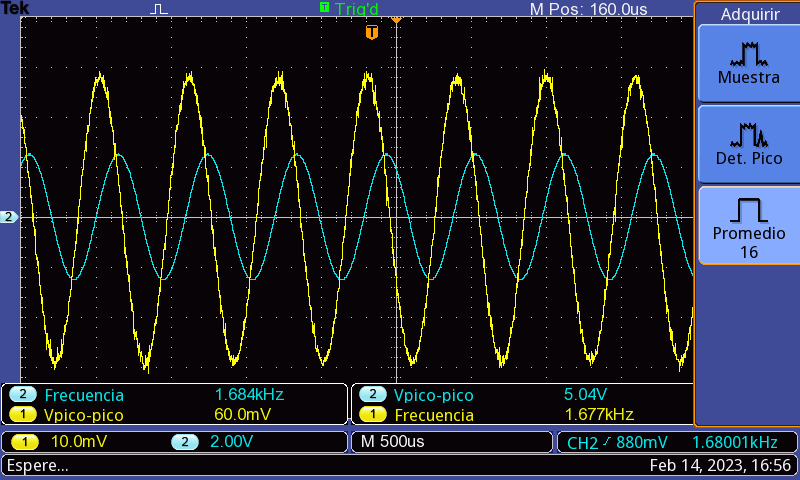 Tek T Trig'd M Pos: 160.0us
Adquirir
T
Muestra
Det. Pico
2
Promedio
16
2 Frecuencia 1.684kHz 2 Vpico-pico 5.04V
1 Vpico-pico 60.0mV 1 Frecuencia 1.677kHz
1 10.0mV 2 2.00V M 500us CH2 880mV 1.68001kHz
Espere... Feb 14, 2023, 16:56